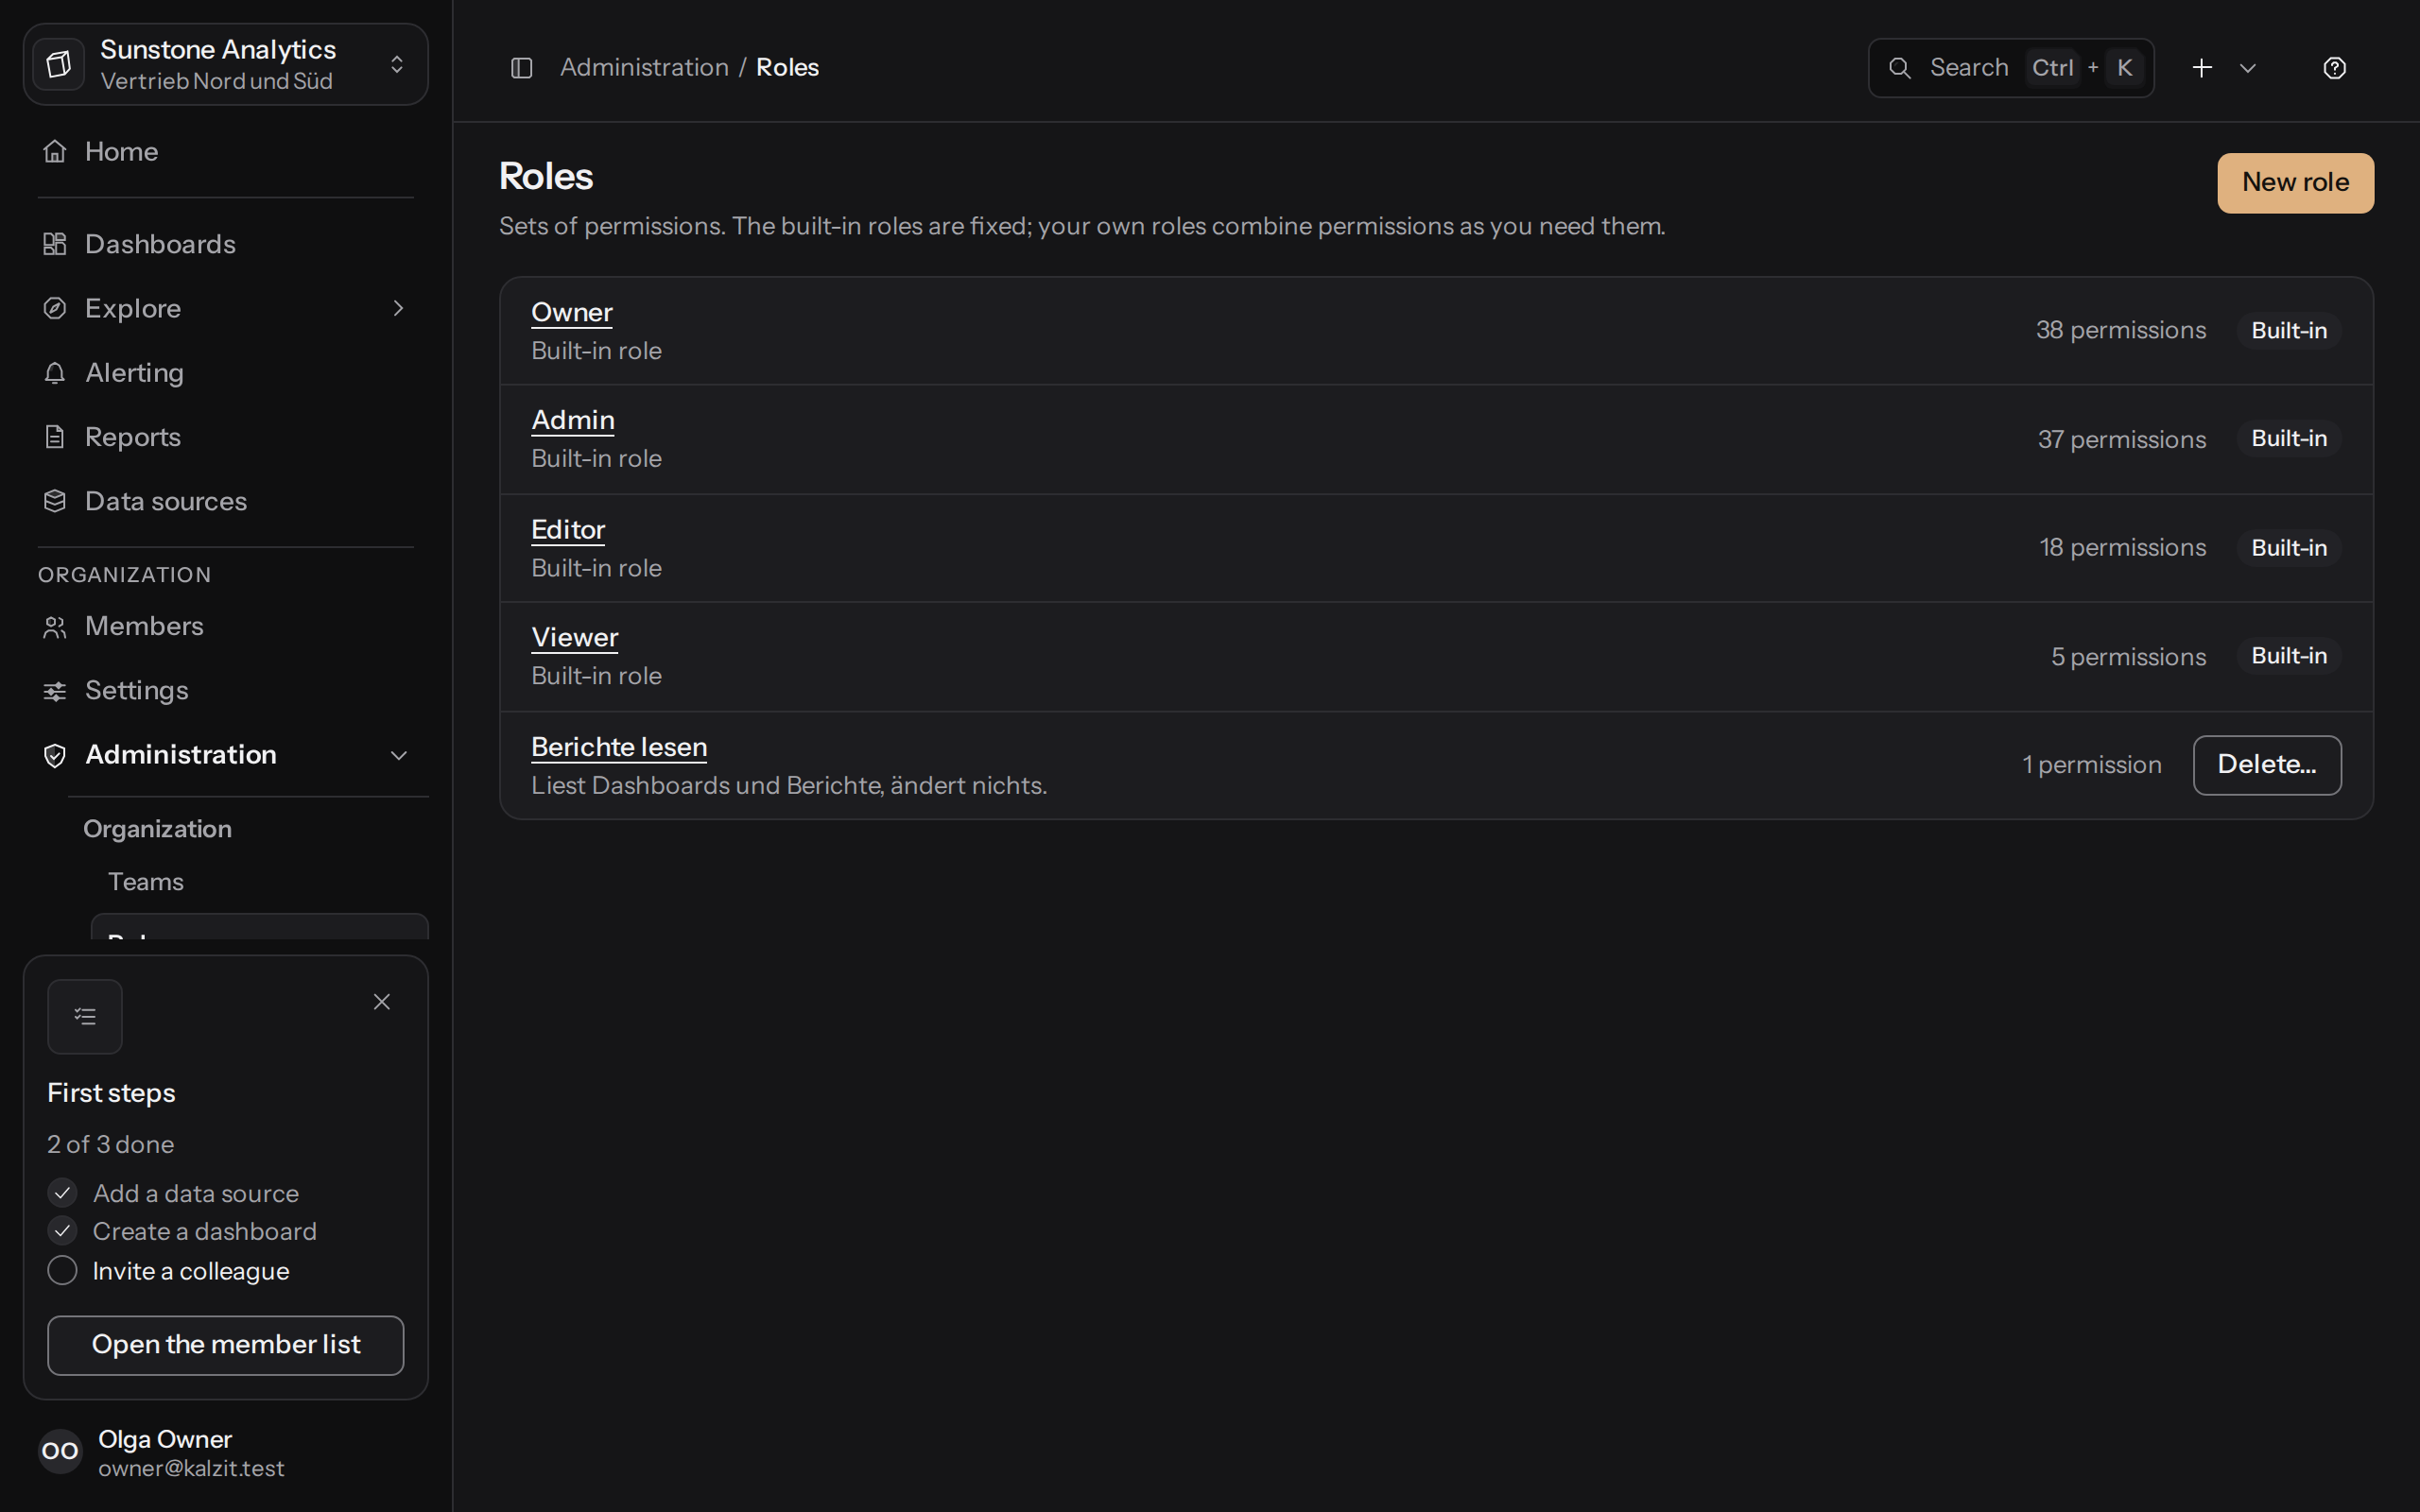 Sunstone Analytics
Vertrieb Nord und Süd
Home
Dashboards
Explore
Alerting
Reports
Data sources
ORGANIZATION
Members
Settings
Administration
Organization
Teams
First steps
2 of 3 done
Add a data source
Create a dashboard
Invite a colleague
Open the member list
OO
Olga Owner
owner@kalzit.test
Administration / Roles
Search Ctrl + K
Roles
New role
Sets of permissions. The built-in roles are fixed; your own roles combine permissions as you need them.
Owner
Built-in role
38 permissions
Built-in
Admin
Built-in role
37 permissions
Built-in
Editor
Built-in role
18 permissions
Built-in
Viewer
Built-in role
5 permissions
Built-in
Berichte lesen
Liest Dashboards und Berichte, ändert nichts.
1 permission
Delete...